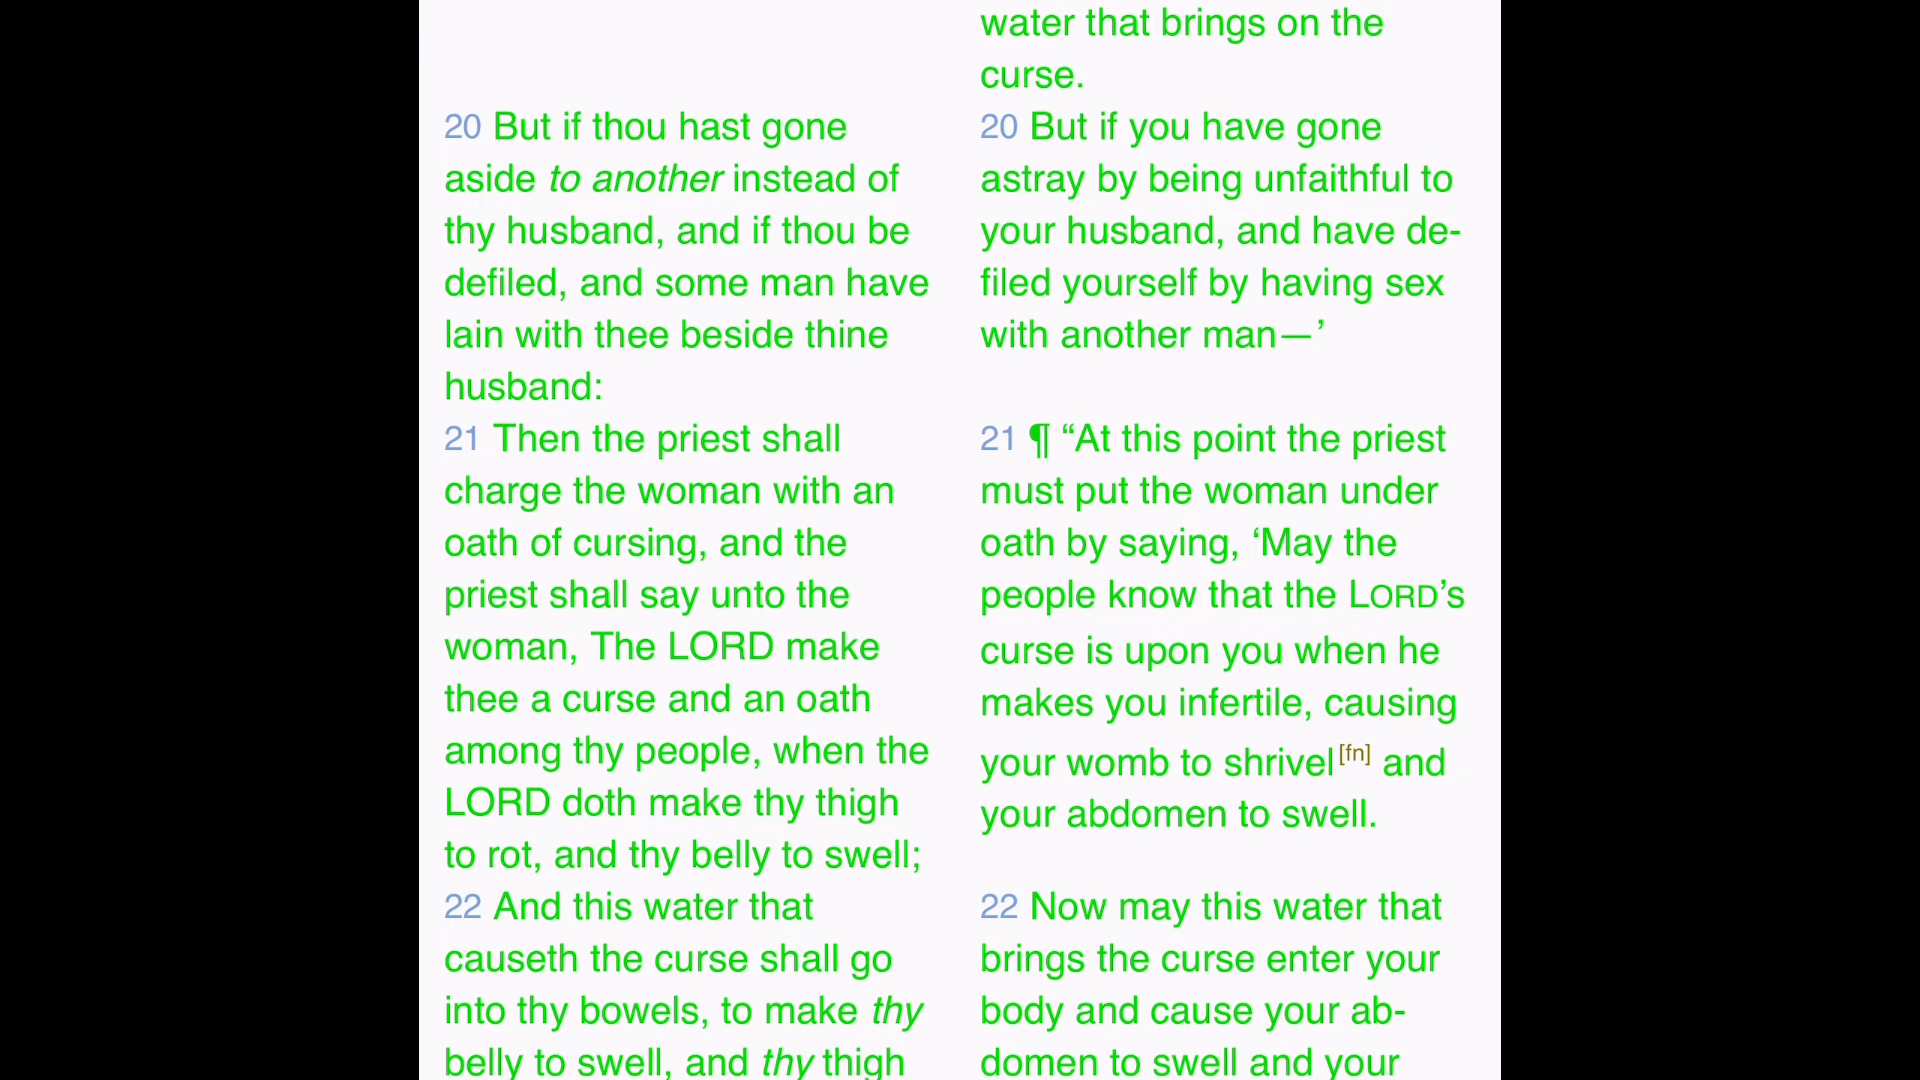 water that brings on the
curse.
20 But if thou hast gone
aside to another instead of
thy husband, and if thou be
defiled, and some man have
lain with thee beside thine
husband:
20 But if you have gone
astray by being unfaithful to
your husband, and have de-
filed yourself by having sex
with another man—’
21 Then the priest shall
charge the woman with an
oath of cursing, and the
priest shall say unto the
woman, The LORD make
thee a curse and an oath
among thy people, when the
LORD doth make thy thigh
to rot, and thy belly to swell;
21 ¶ “At this point the priest
must put the woman under
oath by saying, ‘May the
people know that the LORD’s
curse is upon you when he
makes you infertile, causing
your womb to shrivel[fn] and
your abdomen to swell.
22 And this water that
causeth the curse shall go
into thy bowels, to make thy
belly to swell, and thy thigh
22 Now may this water that
brings the curse enter your
body and cause your ab-
domen to swell and your